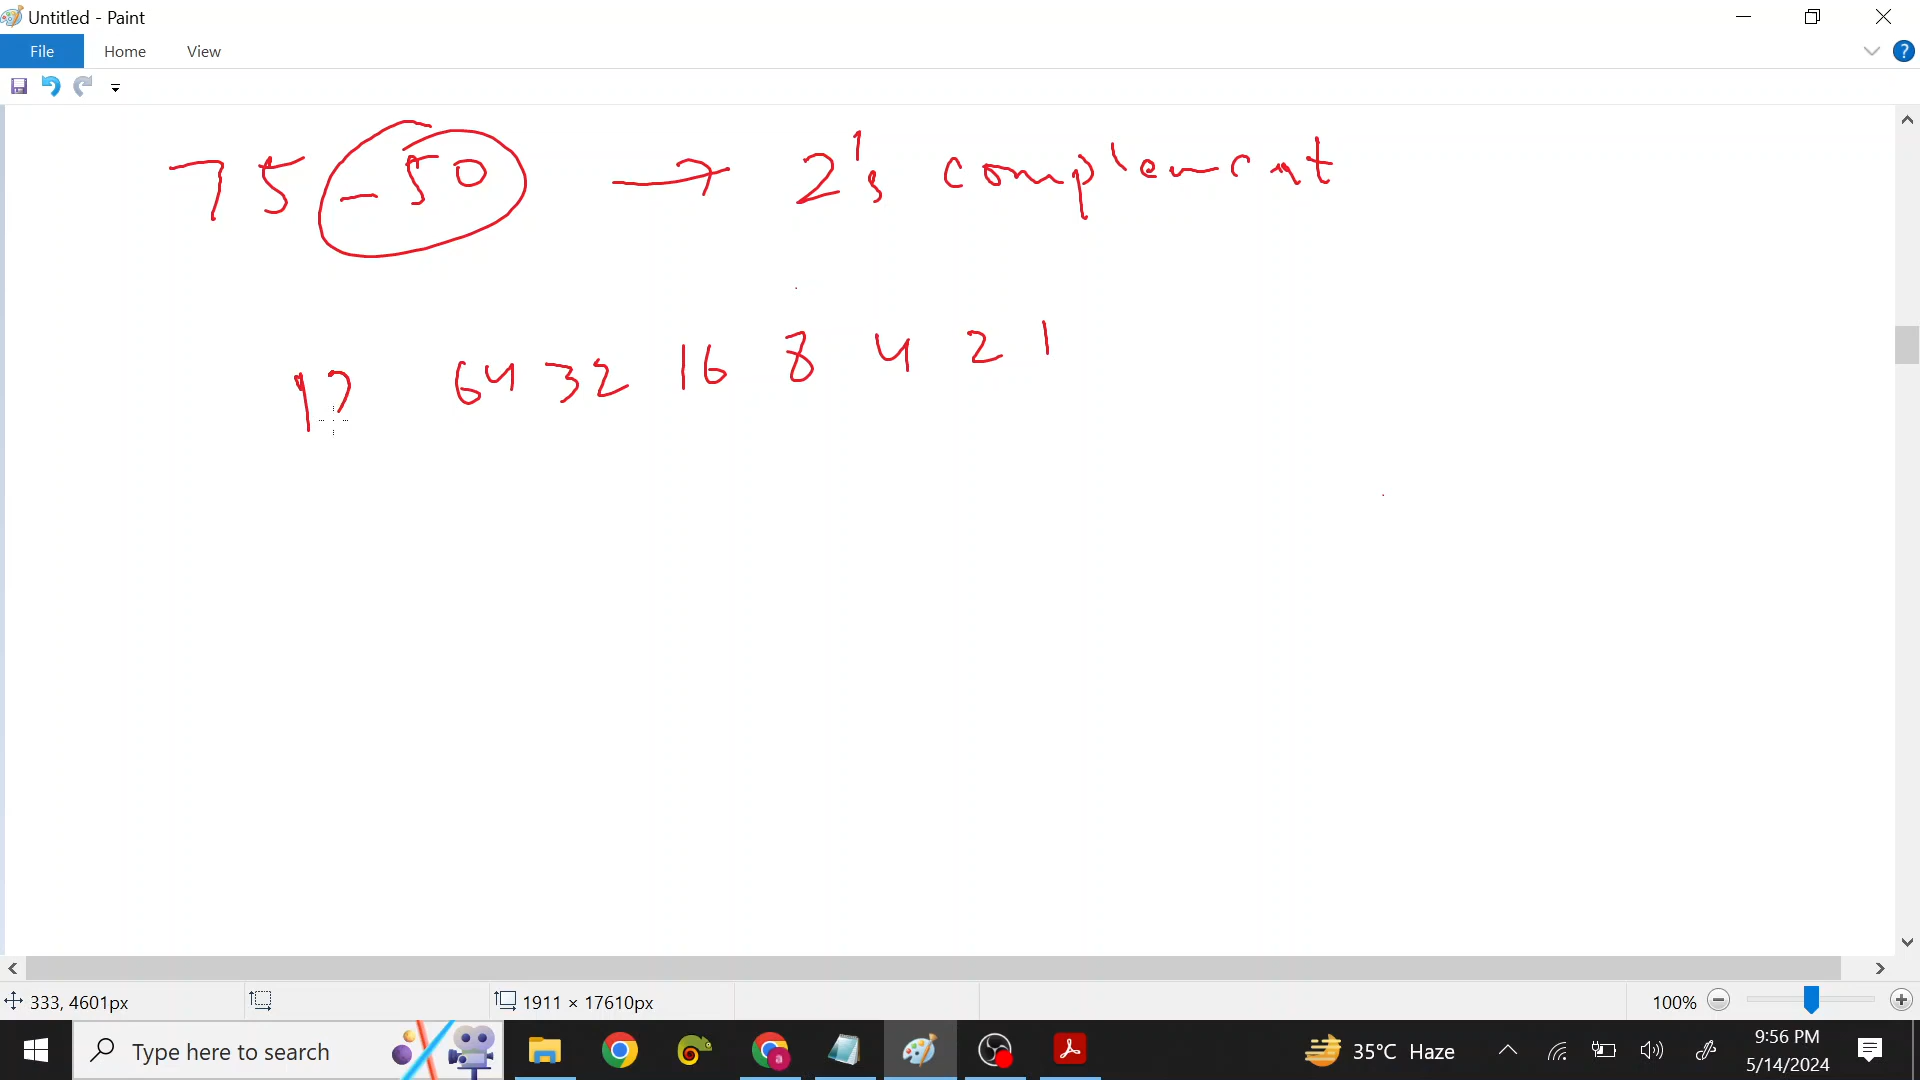 Untitled - Paint
File Home View
75 -50 → 2's complement
64 32 16 8 4 2 1
333, 4601px 1911 × 17610px 100%
Type here to search 35°C Haze 9:56 PM
5/14/2024